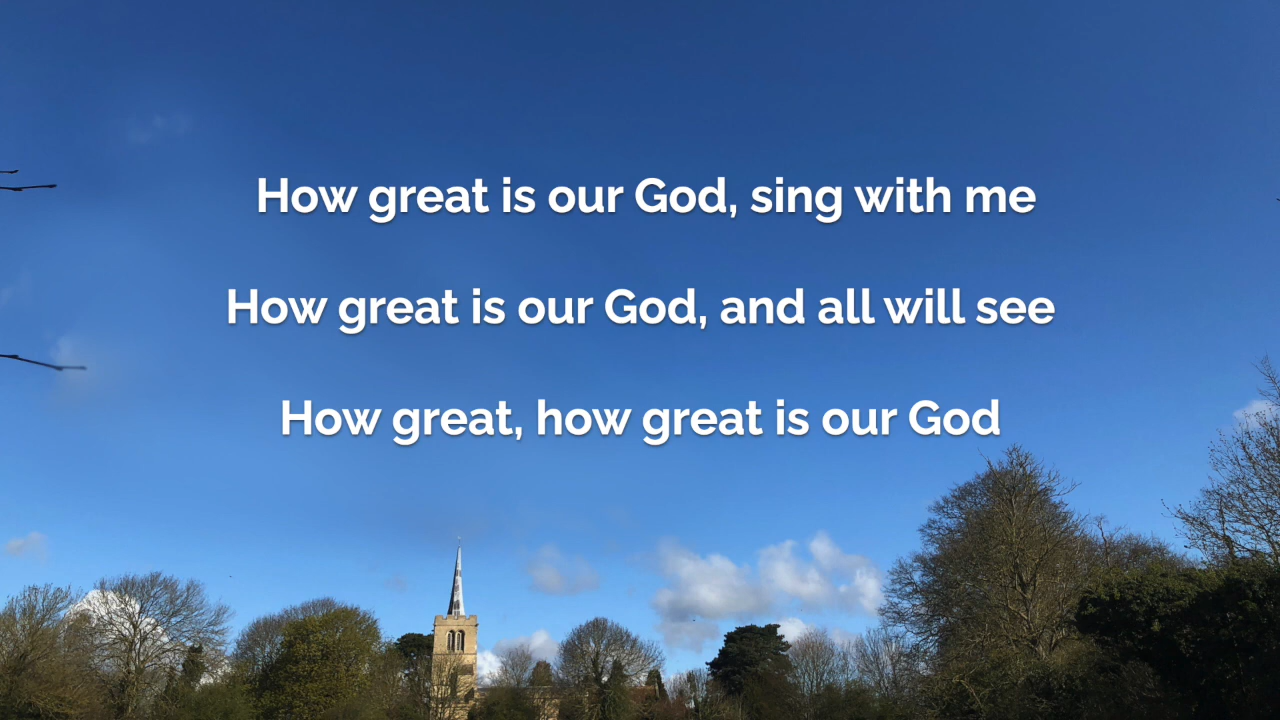 How great is our God, sing with me
How great is our God, and all will see
How great, how great is our God